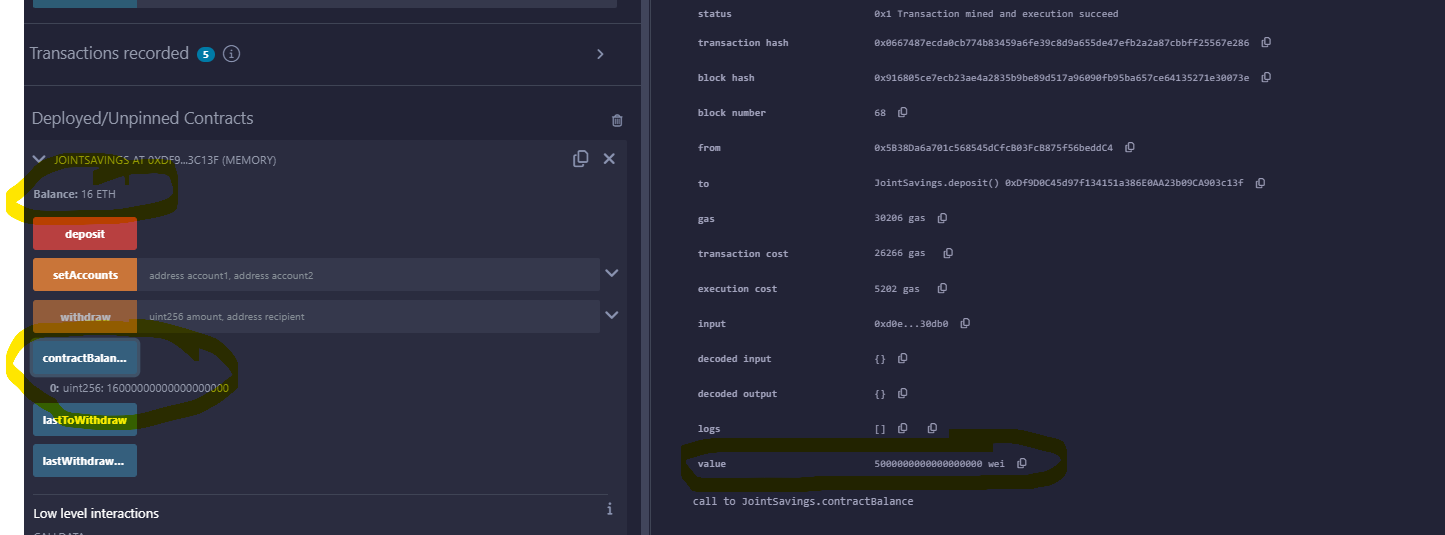 Transactions recorded 5 i
Deployed/Unpinned Contracts
JOINTSAVINGS AT 0XDF9...3C13F (MEMORY)
Balance: 16 ETH
deposit
setAccounts address account1, address account2
withdraw uint256 amount, address recipient
contractBalan...
0: uint256: 16000000000000000000
lastToWithdraw
lastWithdraw...
Low level interactions i
CALLDATA
status 0x1 Transaction mined and execution succeed
transaction hash 0x0667487ecda0cb774b83459a6fe39c8d9a655de47efb2a2a87cbbff25567e286
block hash 0x916805ce7ecb23ae4a2835b9be89d517a96090fb95ba657ce64135271e30073e
block number 68
from 0x5B38Da6a701c568545dCfcB03FcB875f56beddC4
to JointSavings.deposit() 0xDf9D0C45d97f134151a386E0AA23b09CA903c13f
gas 30206 gas
transaction cost 26266 gas
execution cost 5202 gas
input 0xd0e...30db0
decoded input {}
decoded output {}
logs []
value 5000000000000000000 wei
call to JointSavings.contractBalance